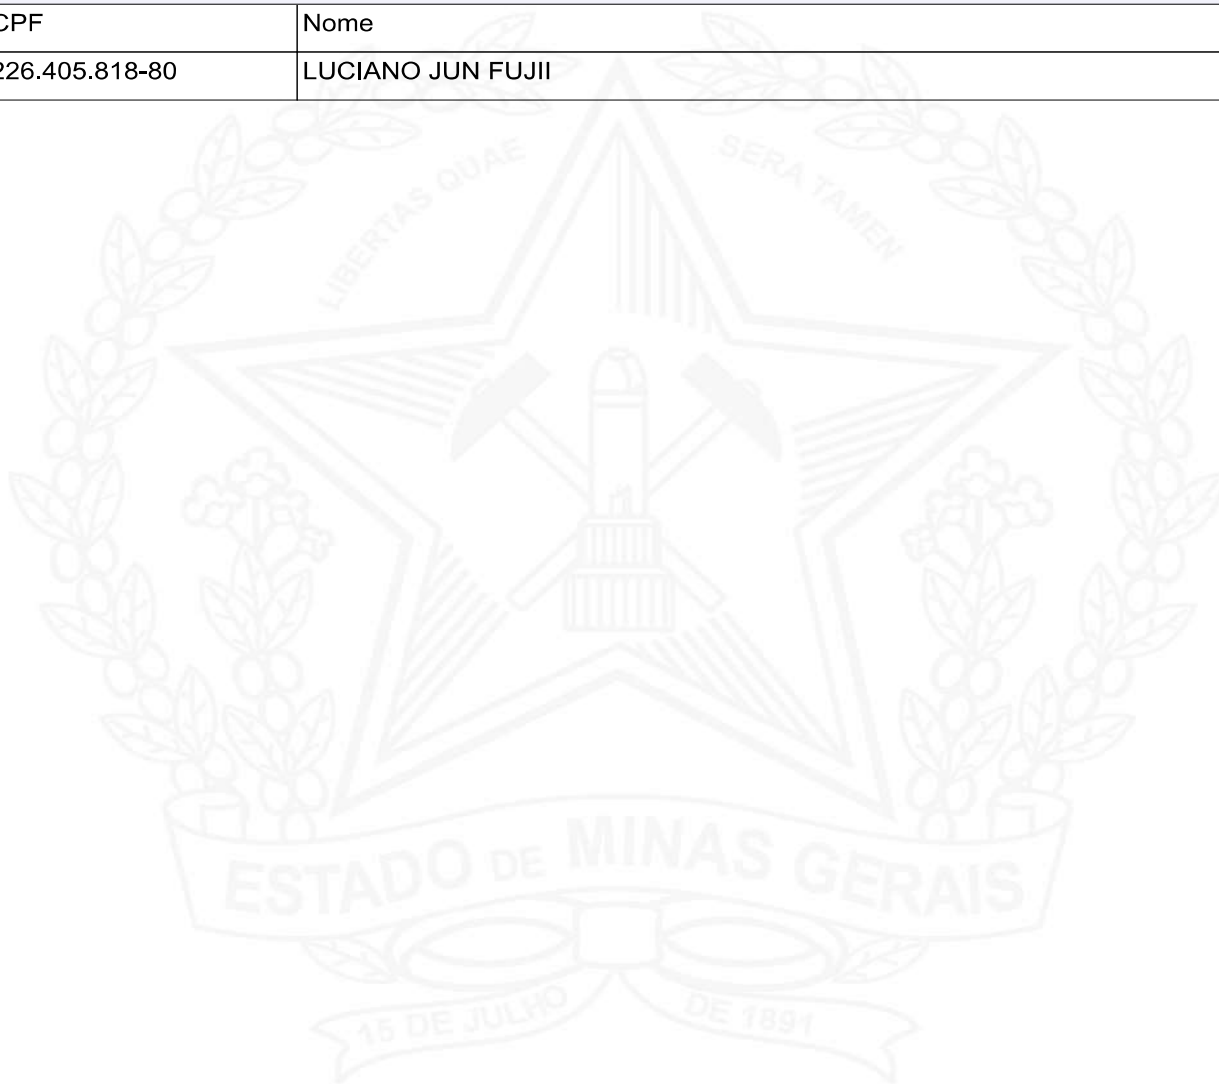 CPF Nome
226.405.818-80 LUCIANO JUN FUJII
LIBERTAS QUAE SERA TAMEN
ESTADO DE MINAS GERAIS
15 DE JULHO DE 1891